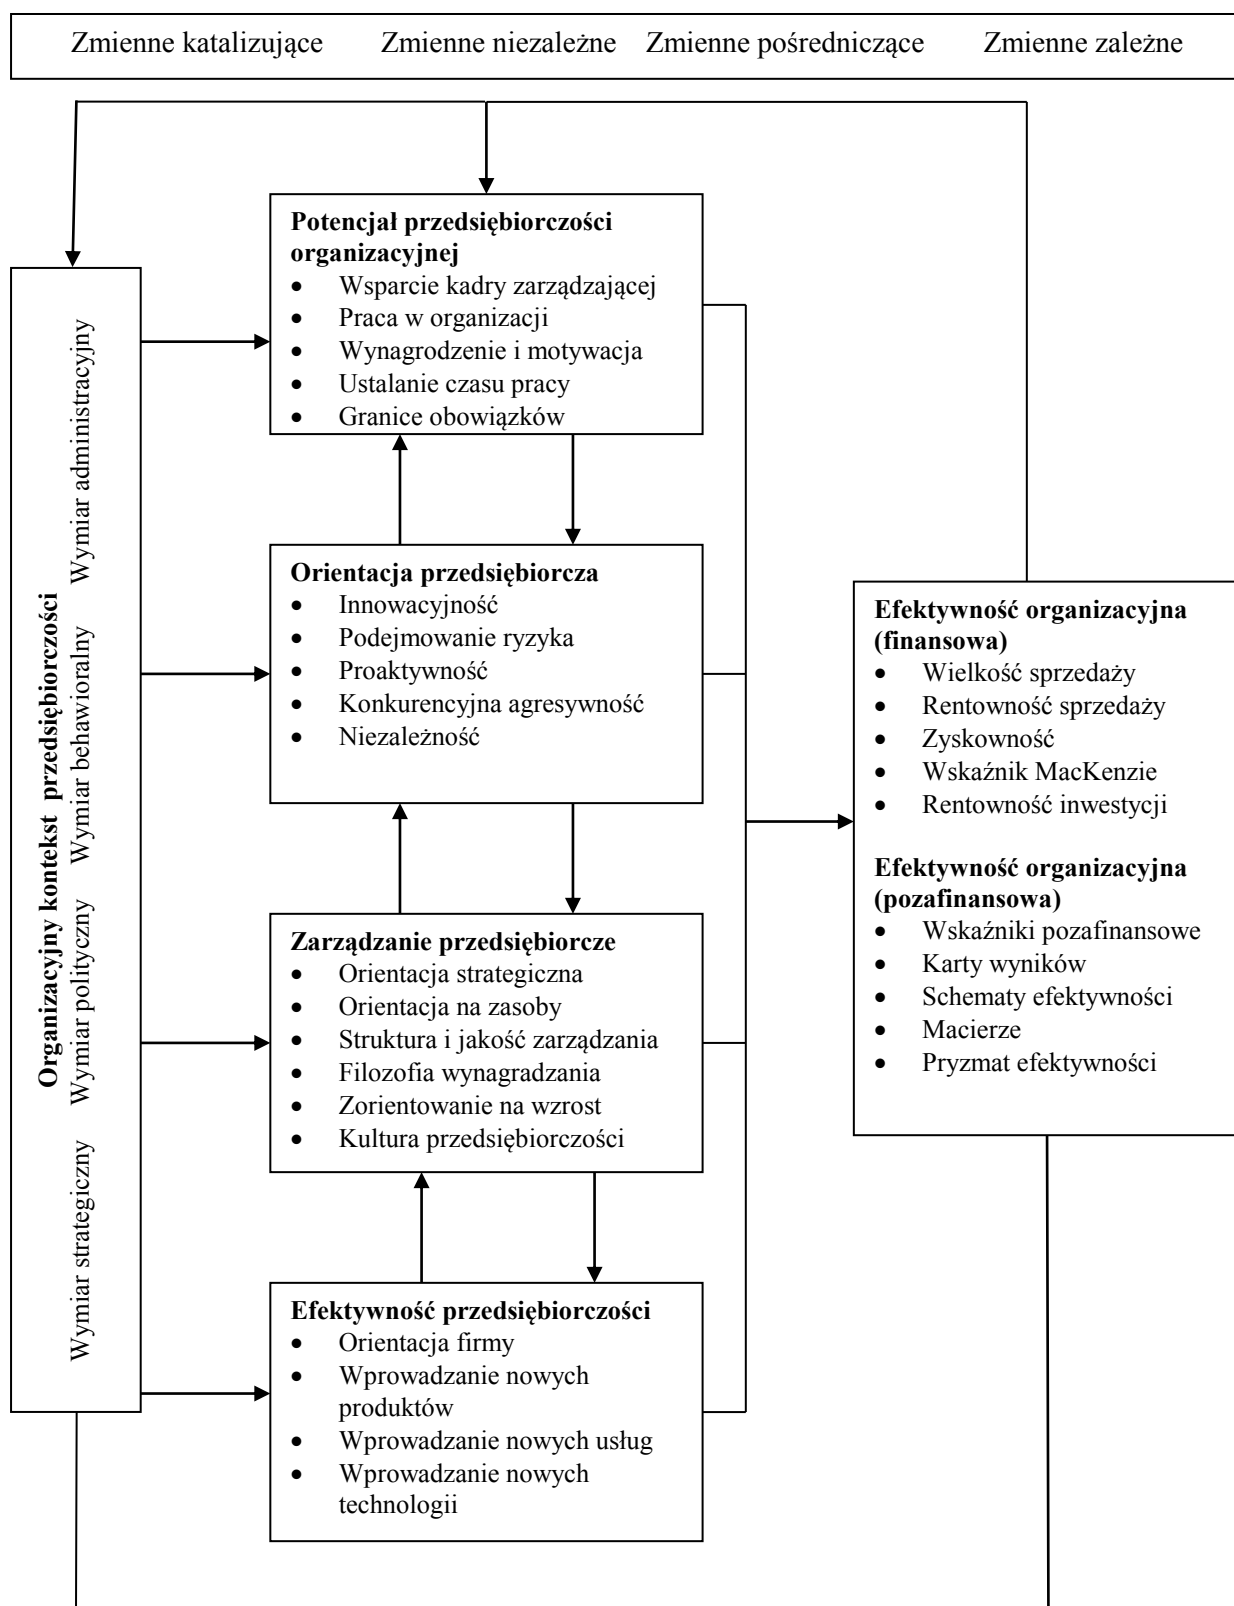 Zmienne katalizujące Zmienne niezależne Zmienne pośredniczące Zmienne zależne
Organizacyjny kontekst przedsiębiorczości
Wymiar strategiczny Wymiar polityczny Wymiar behawioralny Wymiar administracyjny
Potencjał przedsiębiorczości
organizacyjnej
• Wsparcie kadry zarządzającej
• Praca w organizacji
• Wynagrodzenie i motywacja
• Ustalanie czasu pracy
• Granice obowiązków
Orientacja przedsiębiorcza
• Innowacyjność
• Podejmowanie ryzyka
• Proaktywność
• Konkurencyjna agresywność
• Niezależność
Zarządzanie przedsiębiorcze
• Orientacja strategiczna
• Orientacja na zasoby
• Struktura i jakość zarządzania
• Filozofia wynagradzania
• Zorientowanie na wzrost
• Kultura przedsiębiorczości
Efektywność przedsiębiorczości
• Orientacja firmy
• Wprowadzanie nowych
produktów
• Wprowadzanie nowych usług
• Wprowadzanie nowych
technologii
Efektywność organizacyjna
(finansowa)
• Wielkość sprzedaży
• Rentowność sprzedaży
• Zyskowność
• Wskaźnik MacKenzie
• Rentowność inwestycji
Efektywność organizacyjna
(pozafinansowa)
• Wskaźniki pozafinansowe
• Karty wyników
• Schematy efektywności
• Macierze
• Pryzmat efektywności